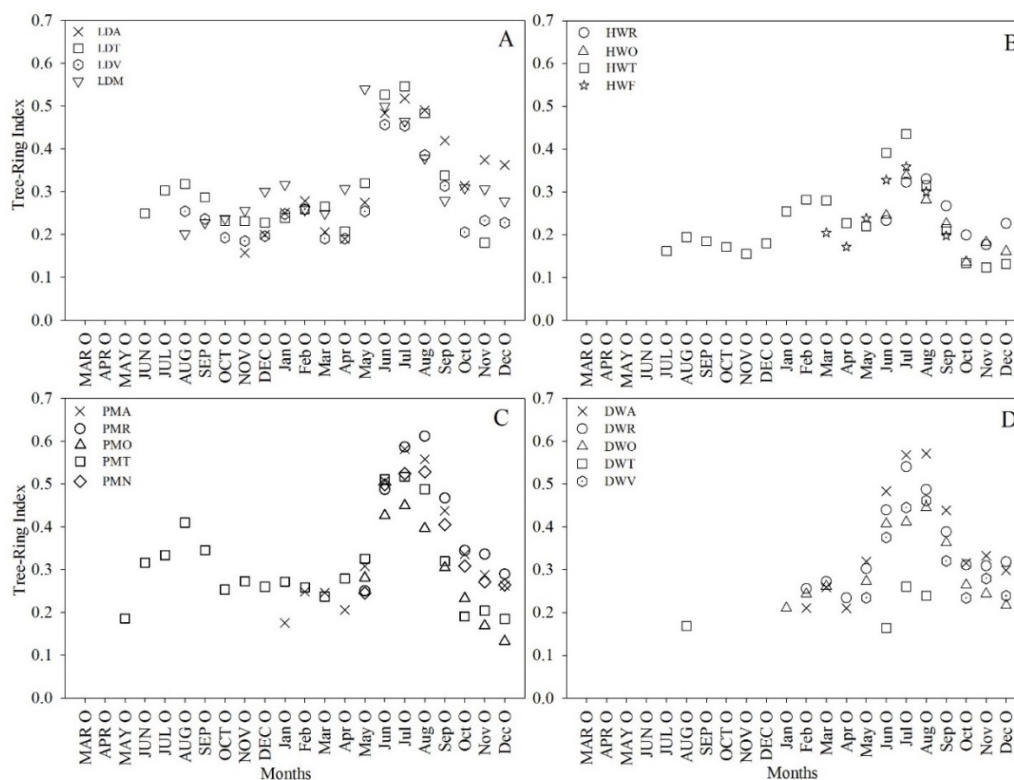 0.7
0.6
0.5
0.4
0.3
0.2
0.1
0.0
Tree-Ring Index
LDA
LDT
LDV
LDM
A
MAR O
APR O
MAY O
JUN O
JUL O
AUG O
SEP O
OCT O
NOV O
DEC O
Jan O
Feb O
Mar O
Apr O
May O
Jun O
Jul O
Aug O
Sep O
Oct O
Nov O
Dec O
0.7
0.6
0.5
0.4
0.3
0.2
0.1
0.0
HWR
HWO
HWT
HWF
B
MAR O
APR O
MAY O
JUN O
JUL O
AUG O
SEP O
OCT O
NOV O
DEC O
Jan O
Feb O
Mar O
Apr O
May O
Jun O
Jul O
Aug O
Sep O
Oct O
Nov O
Dec O
0.7
0.6
0.5
0.4
0.3
0.2
0.1
0.0
Tree-Ring Index
PMA
PMR
PMO
PMT
PMN
C
MAR O
APR O
MAY O
JUN O
JUL O
AUG O
SEP O
OCT O
NOV O
DEC O
Jan O
Feb O
Mar O
Apr O
May O
Jun O
Jul O
Aug O
Sep O
Oct O
Nov O
Dec O
Months
0.7
0.6
0.5
0.4
0.3
0.2
0.1
0.0
DWA
DWR
DWO
DWT
DWV
D
MAR O
APR O
MAY O
JUN O
JUL O
AUG O
SEP O
OCT O
NOV O
DEC O
Jan O
Feb O
Mar O
Apr O
May O
Jun O
Jul O
Aug O
Sep O
Oct O
Nov O
Dec O
Months